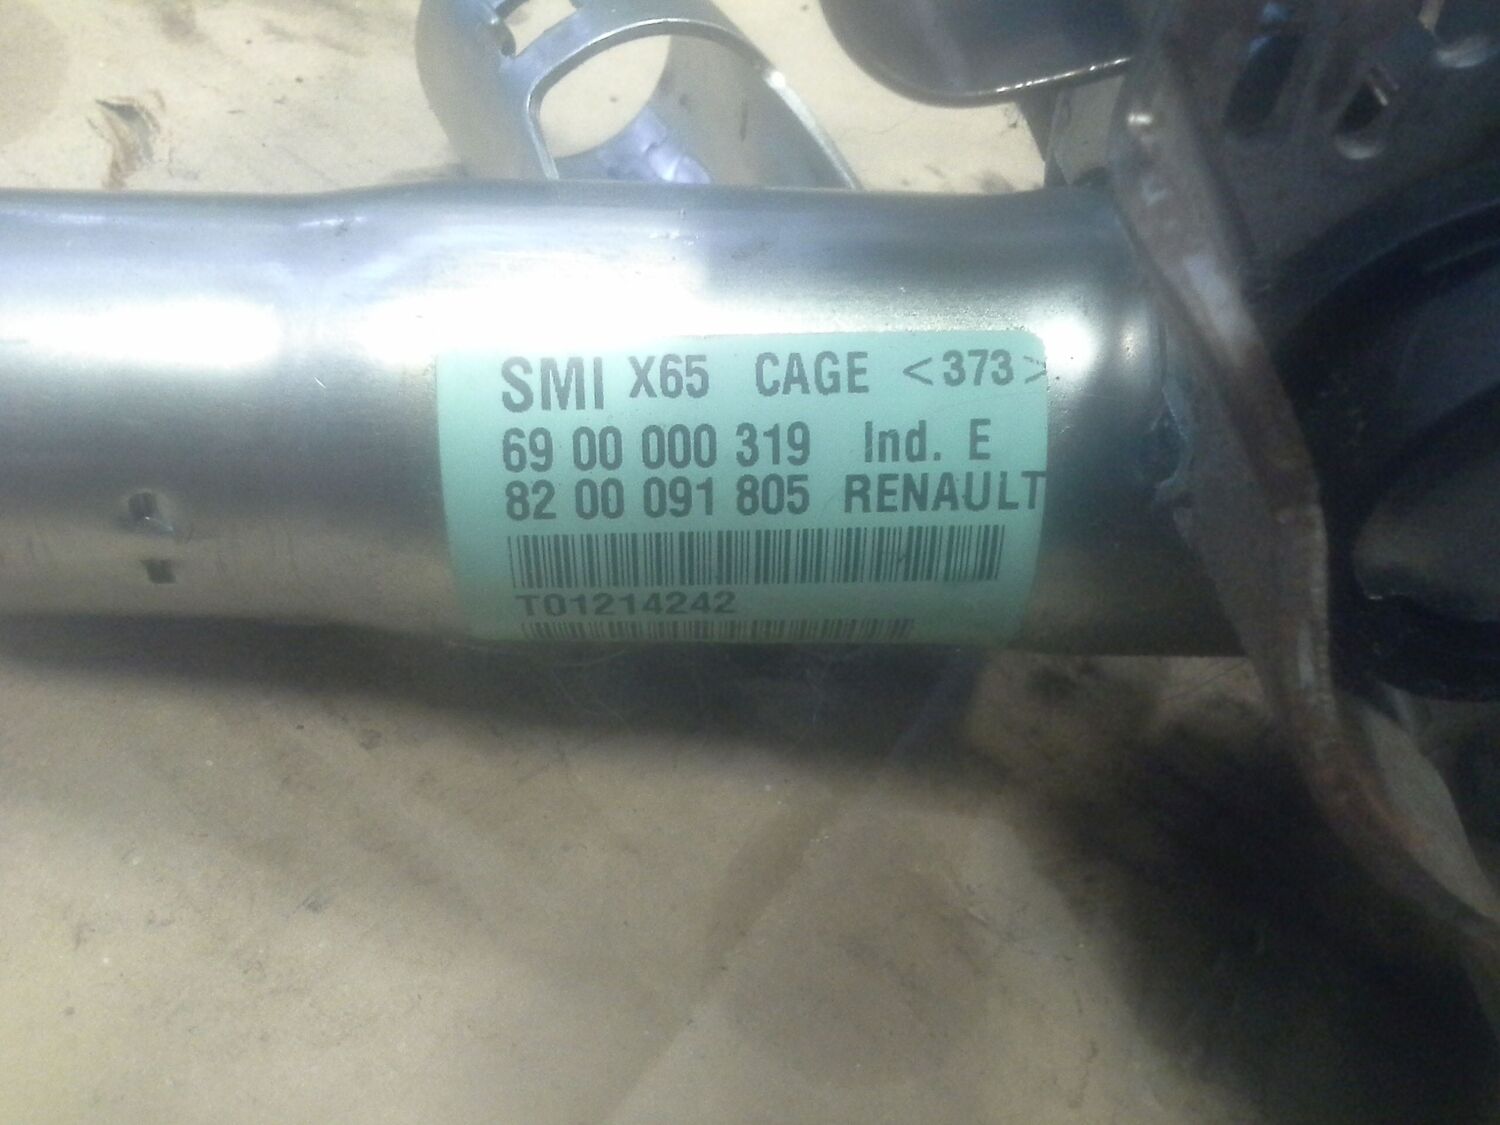 SMI X65 CAGE <373>
69 00 000 319 Ind. E
82 00 091 805 RENAULT
T01214242